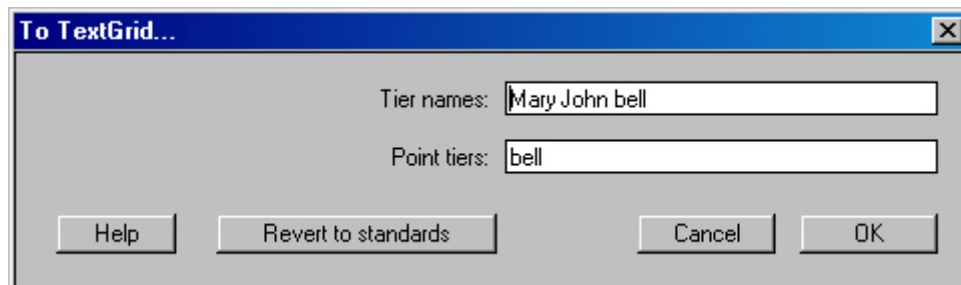 To TextGrid...
Tier names: Mary John bell
Point tiers: bell
Help Revert to standards Cancel OK